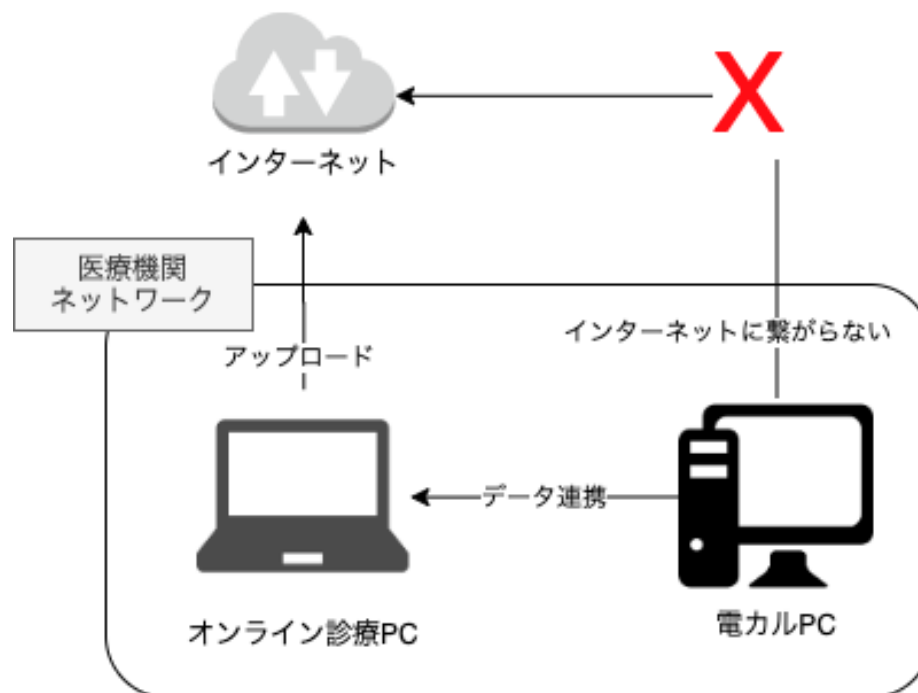 インターネット
医療機関
ネットワーク
アップロード
インターネットに繋がらない
データ連携
オンライン診療PC
電カルPC